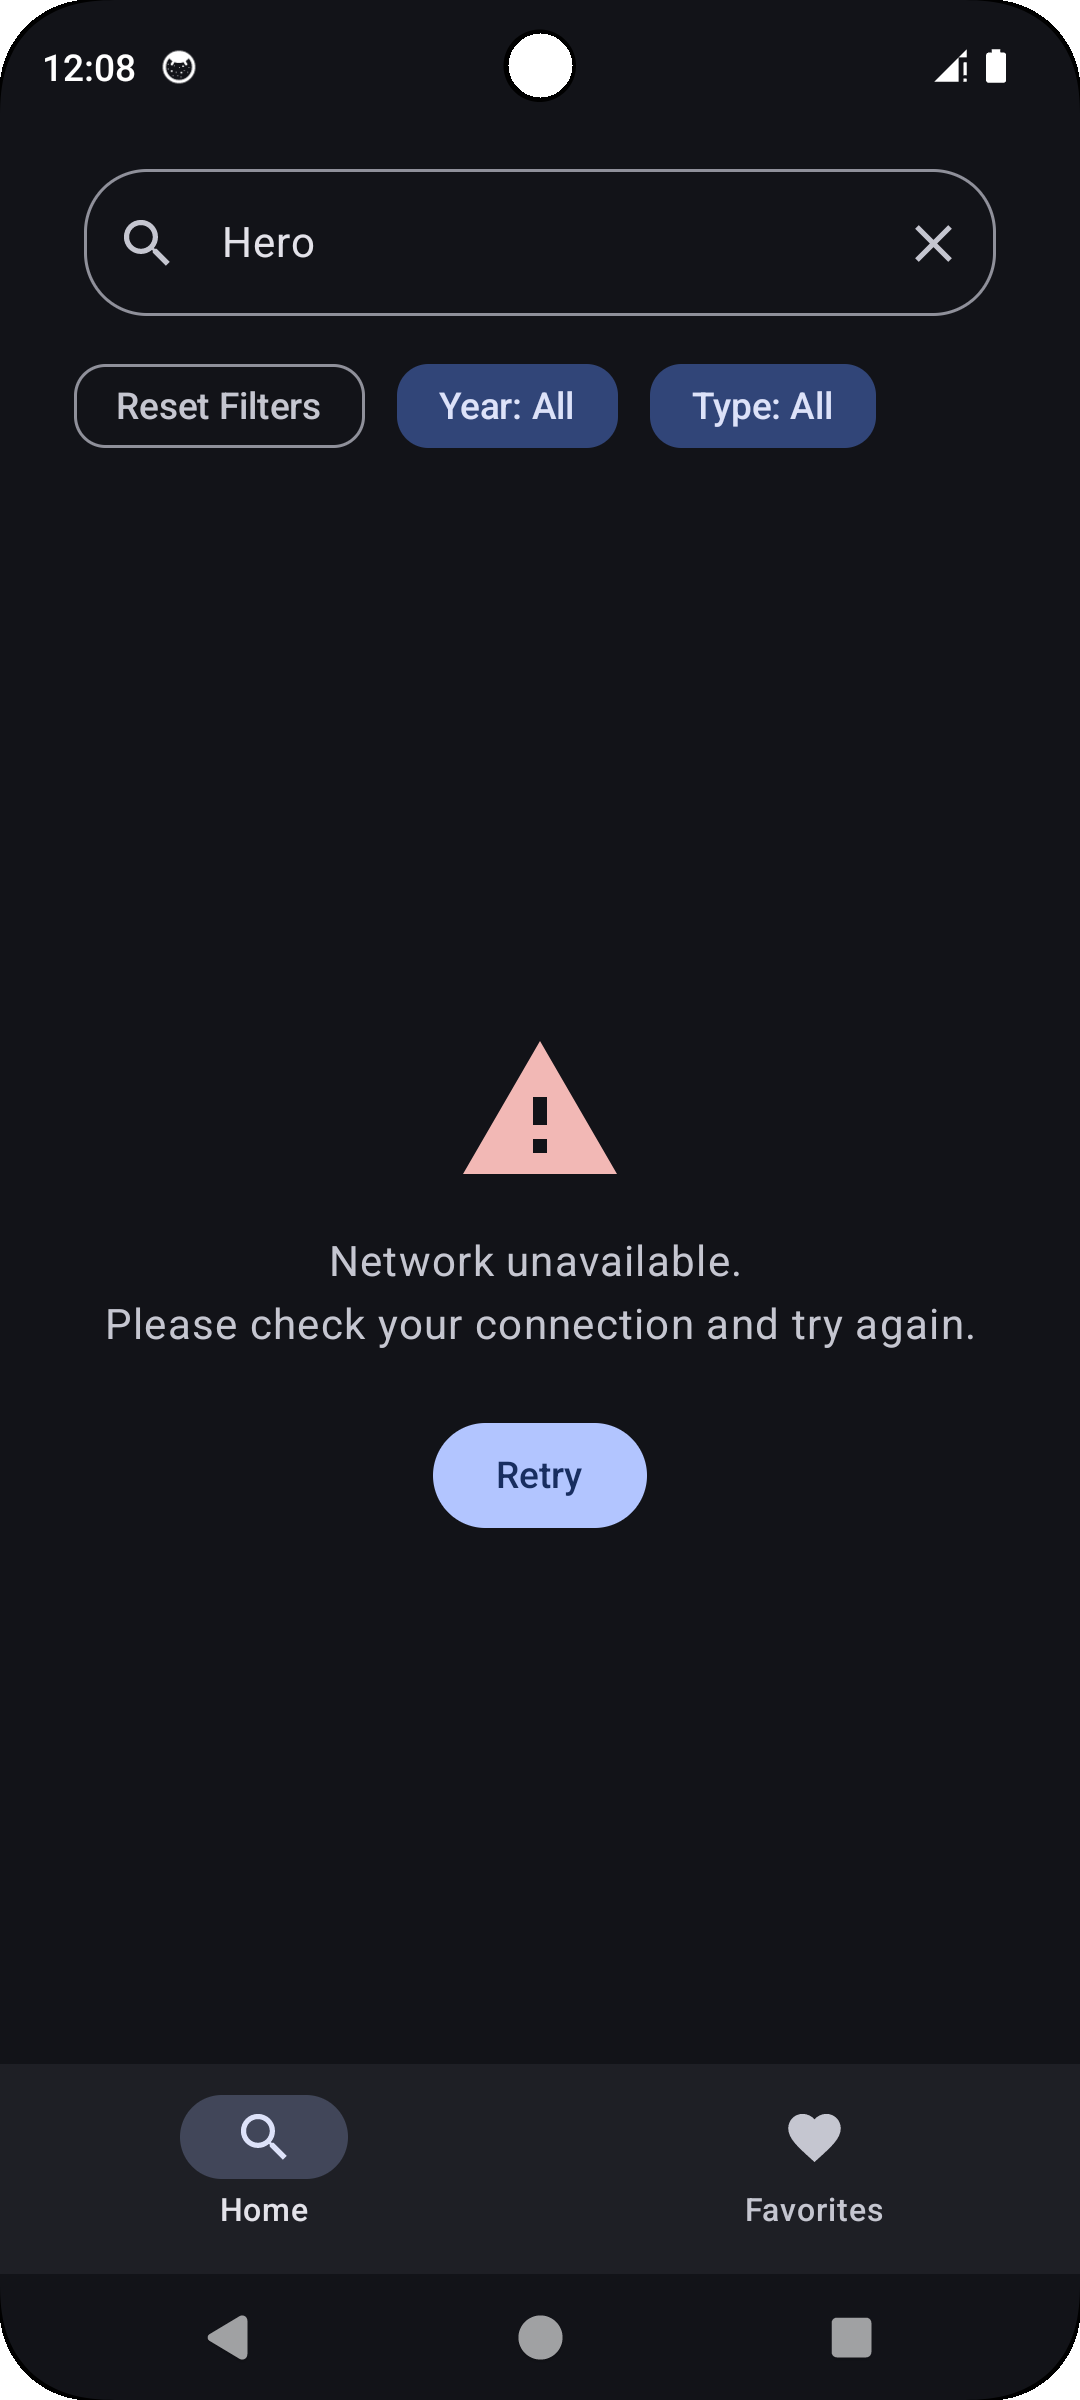 12:08
Hero
Reset Filters
Year: All
Type: All
Network unavailable.
Please check your connection and try again.
Retry
Home
Favorites